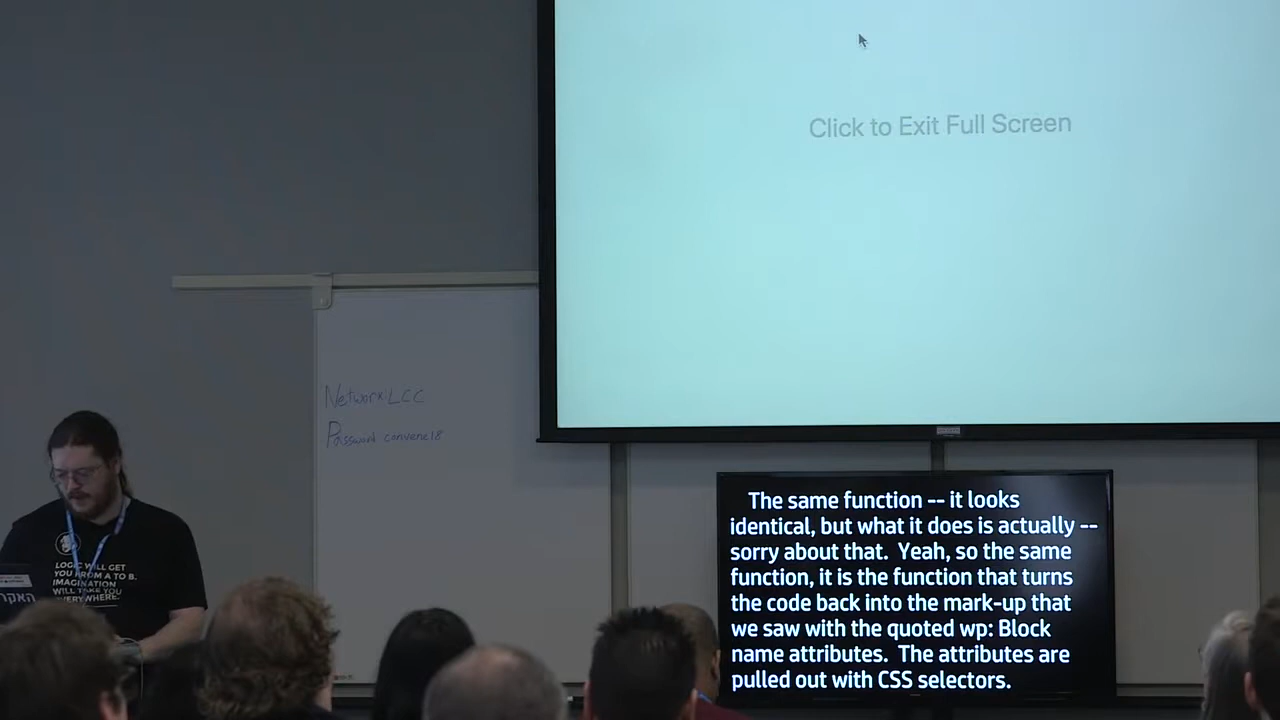 Click to Exit Full Screen
Network: LCC
Password convene18
LOGIC WILL GET
YOU FROM A TO B.
IMAGINATION
WILL TAKE YOU
EVERYWHERE.
האקר
The same function -- it looks
identical, but what it does is actually --
sorry about that. Yeah, so the same
function, it is the function that turns
the code back into the mark-up that
we saw with the quoted wp: Block
name attributes. The attributes are
pulled out with CSS selectors.